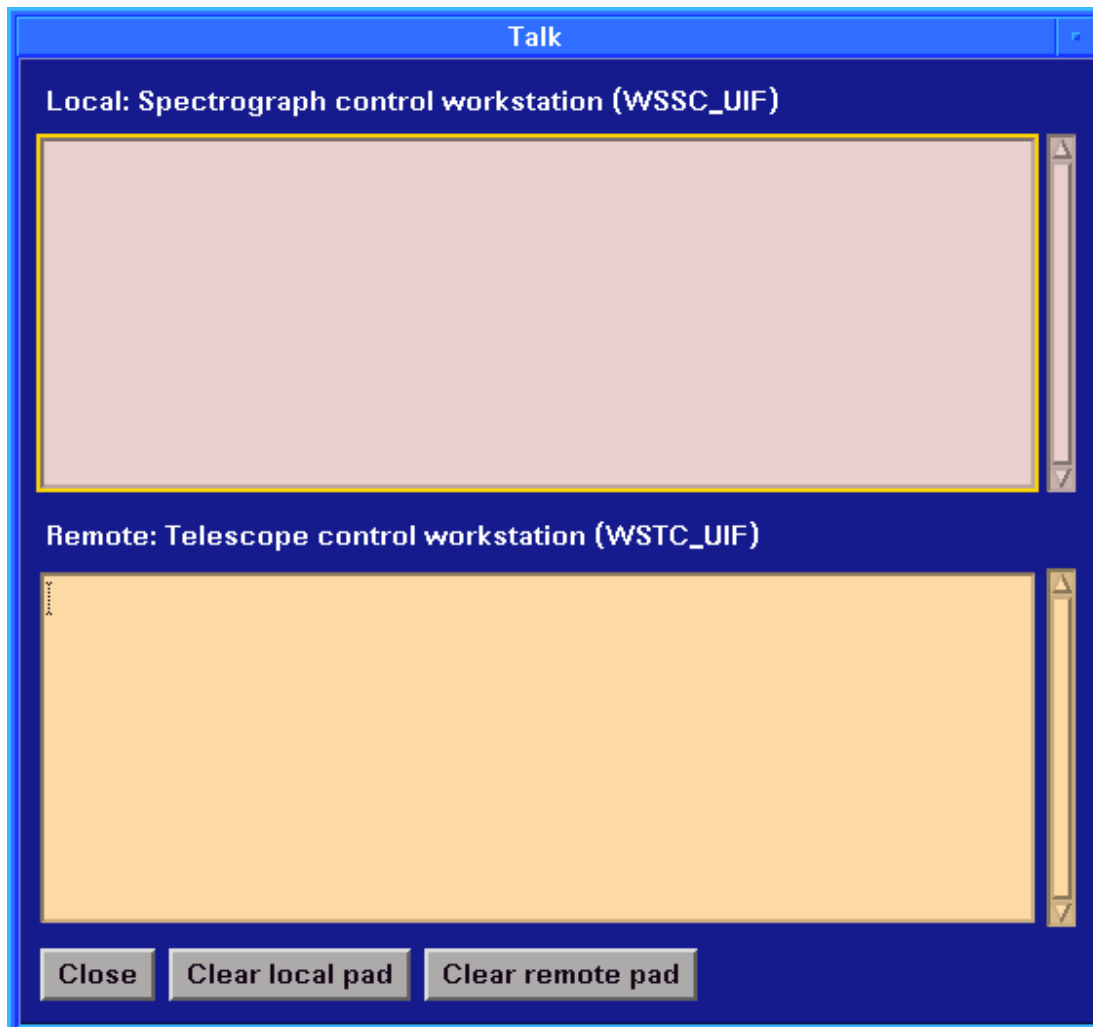 Talk
Local: Spectrograph control workstation (WSSC_UIF)
Remote: Telescope control workstation (WSTC_UIF)
Close Clear local pad Clear remote pad